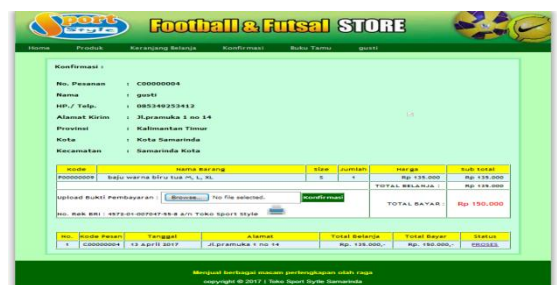 Sport Style
Football & Futsal STORE
Home Produk Keranjang Belanja Konfirmasi Buku Tamu gusti
Konfirmasi :
No. Pesanan : C00000004
Nama : gusti
HP./ Telp. : 085349253412
Alamat Kirim : Jl.pramuka 1 no 14
Provinsi : Kalimantan Timur
Kota : Kota Samarinda
Kecamatan : Samarinda Kota
Kode Nama Barang Size Jumlah Harga Sub total
P00000009 baju warna biru tua M, L, XL S 1 Rp 135.000 Rp 135.000
TOTAL BELANJA : Rp 135.000
Upload Bukti Pembayaran : Browse... No file selected. Konfirmasi
TOTAL BAYAR : Rp 150.000
No. Rek BRI : 4572-01-007047-55-8 a/n Toko Sport Style
No. Kode Pesan Tanggal Alamat Total Belanja Total Bayar Status
1 C00000004 13 April 2017 Jl.pramuka 1 no 14 Rp. 135.000,- Rp. 150.000,- PROSES
Menjual berbagai macam perlengkapan olah raga
copyright © 2017 | Toko Sport Sytle Samarinda